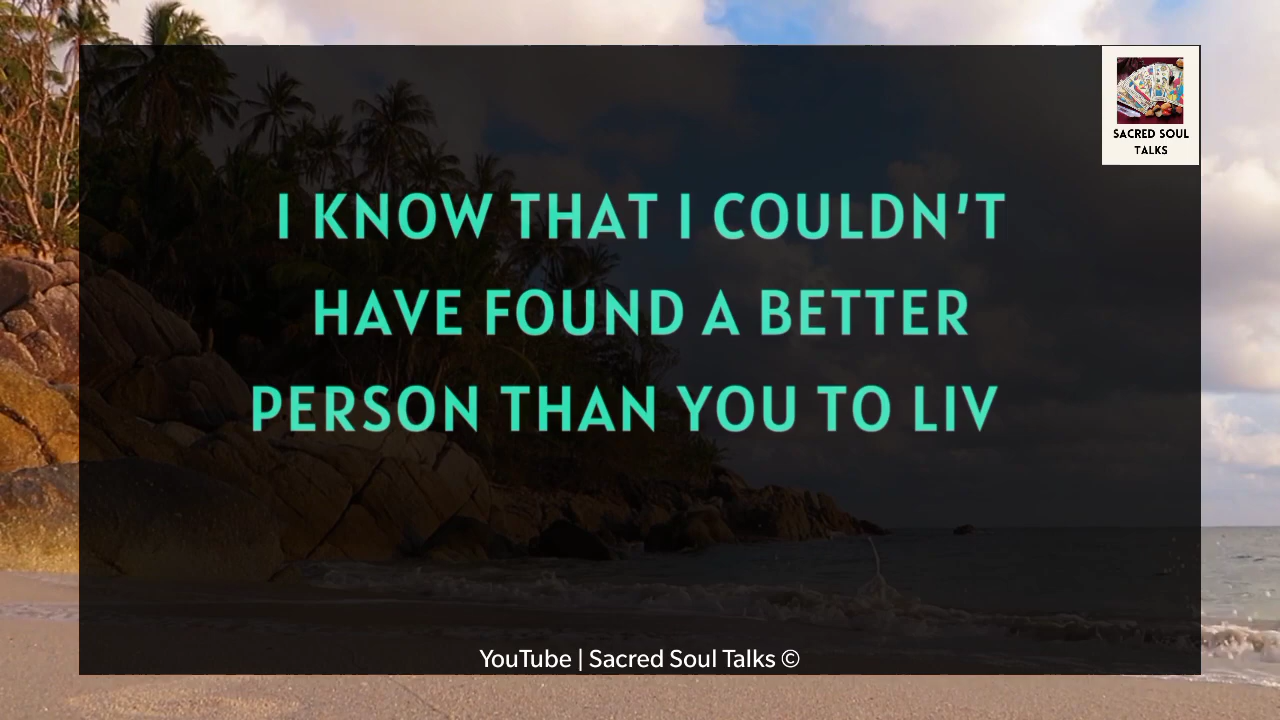 SACRED SOUL
TALKS
I KNOW THAT I COULDN'T
HAVE FOUND A BETTER
PERSON THAN YOU TO LIV
YouTube | Sacred Soul Talks ©